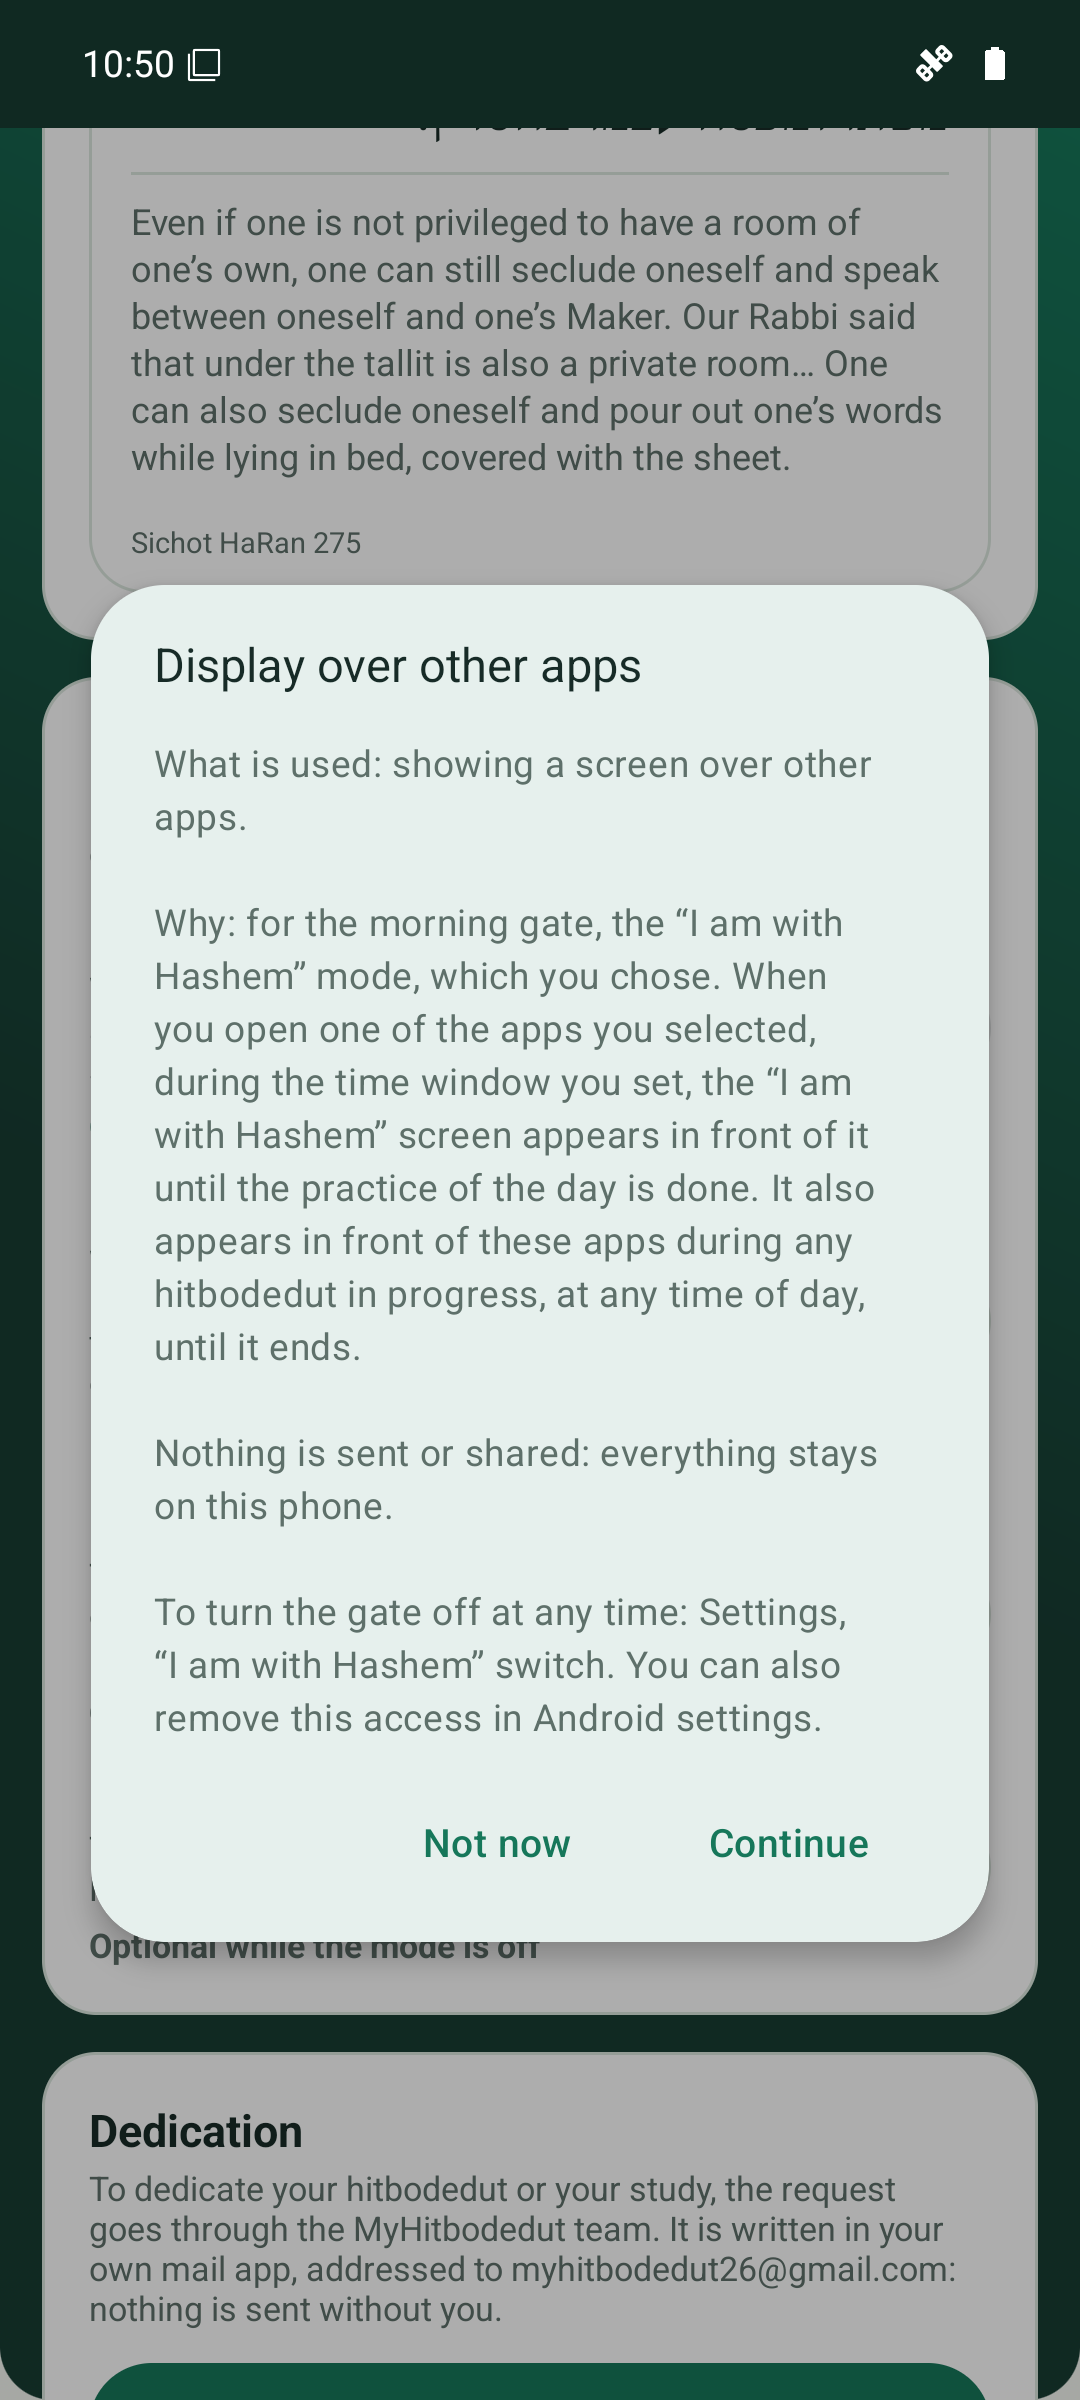 10:50
Even if one is not privileged to have a room of
one’s own, one can still seclude oneself and speak
between oneself and one’s Maker. Our Rabbi said
that under the tallit is also a private room… One
can also seclude oneself and pour out one’s words
while lying in bed, covered with the sheet.
Sichot HaRan 275
Display over other apps
What is used: showing a screen over other
apps.
Why: for the morning gate, the “I am with
Hashem” mode, which you chose. When
you open one of the apps you selected,
during the time window you set, the “I am
with Hashem” screen appears in front of it
until the practice of the day is done. It also
appears in front of these apps during any
hitbodedut in progress, at any time of day,
until it ends.
Nothing is sent or shared: everything stays
on this phone.
To turn the gate off at any time: Settings,
“I am with Hashem” switch. You can also
remove this access in Android settings.
Not now
Continue
Optional while the mode is off
Dedication
To dedicate your hitbodedut or your study, the request
goes through the MyHitbodedut team. It is written in your
own mail app, addressed to myhitbodedut26@gmail.com:
nothing is sent without you.